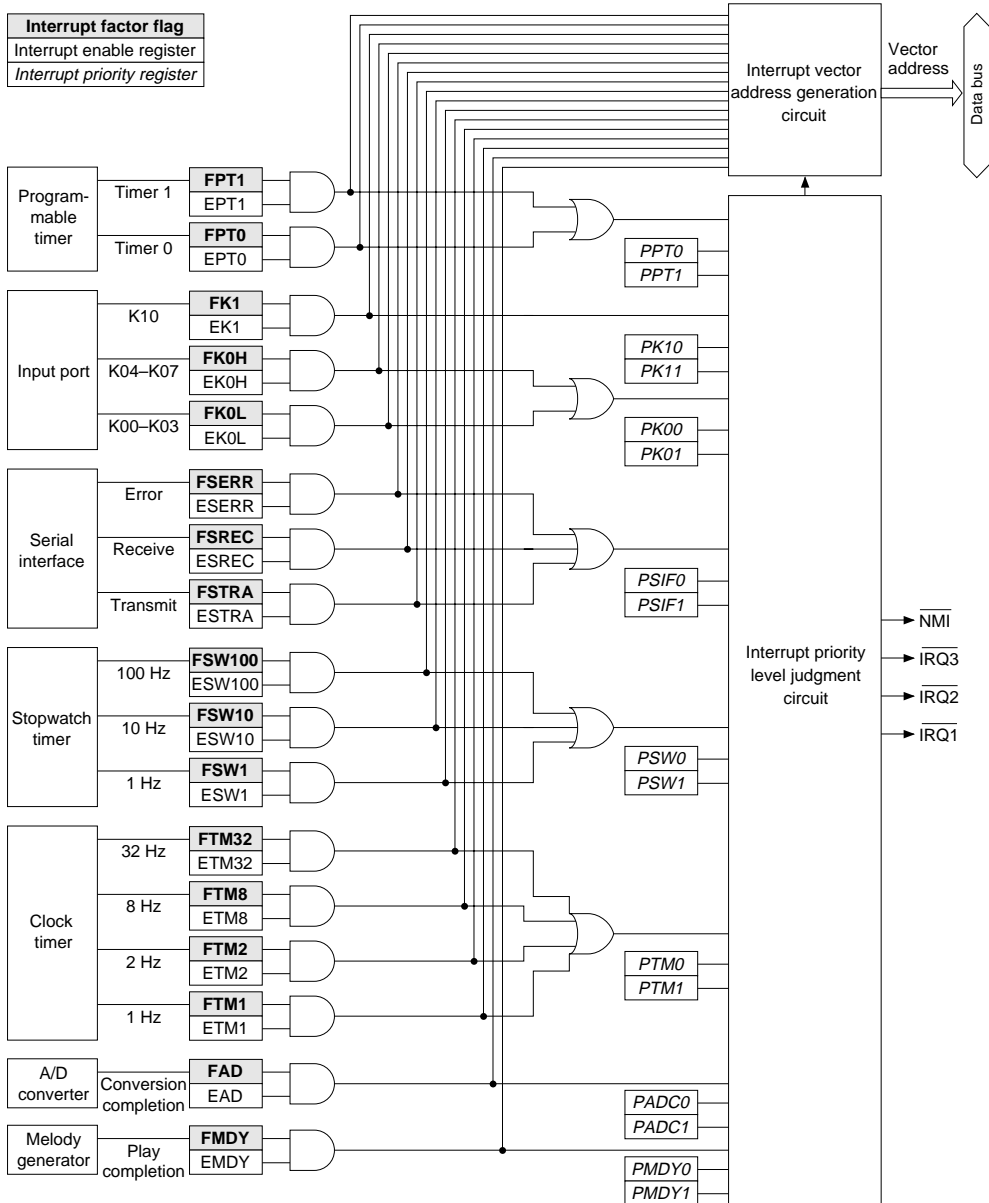 Interrupt factor flag
Interrupt enable register
Interrupt priority register
Interrupt vector
address generation
circuit
Vector
address
Data bus
Program-
mable
timer
Timer 1
FPT1
EPT1
Timer 0
FPT0
EPT0
PPT0
PPT1
Input port
K10
FK1
EK1
PK10
PK11
K04–K07
FK0H
EK0H
K00–K03
FK0L
EK0L
PK00
PK01
Serial
interface
Error
FSERR
ESERR
Receive
FSREC
ESREC
Transmit
FSTRA
ESTRA
PSIF0
PSIF1
Interrupt priority
level judgment
circuit
NMI
IRQ3
IRQ2
IRQ1
Stopwatch
timer
100 Hz
FSW100
ESW100
10 Hz
FSW10
ESW10
1 Hz
FSW1
ESW1
PSW0
PSW1
Clock
timer
32 Hz
FTM32
ETM32
8 Hz
FTM8
ETM8
2 Hz
FTM2
ETM2
1 Hz
FTM1
ETM1
PTM0
PTM1
A/D
converter
Conversion
completion
FAD
EAD
PADC0
PADC1
Melody
generator
Play
completion
FMDY
EMDY
PMDY0
PMDY1